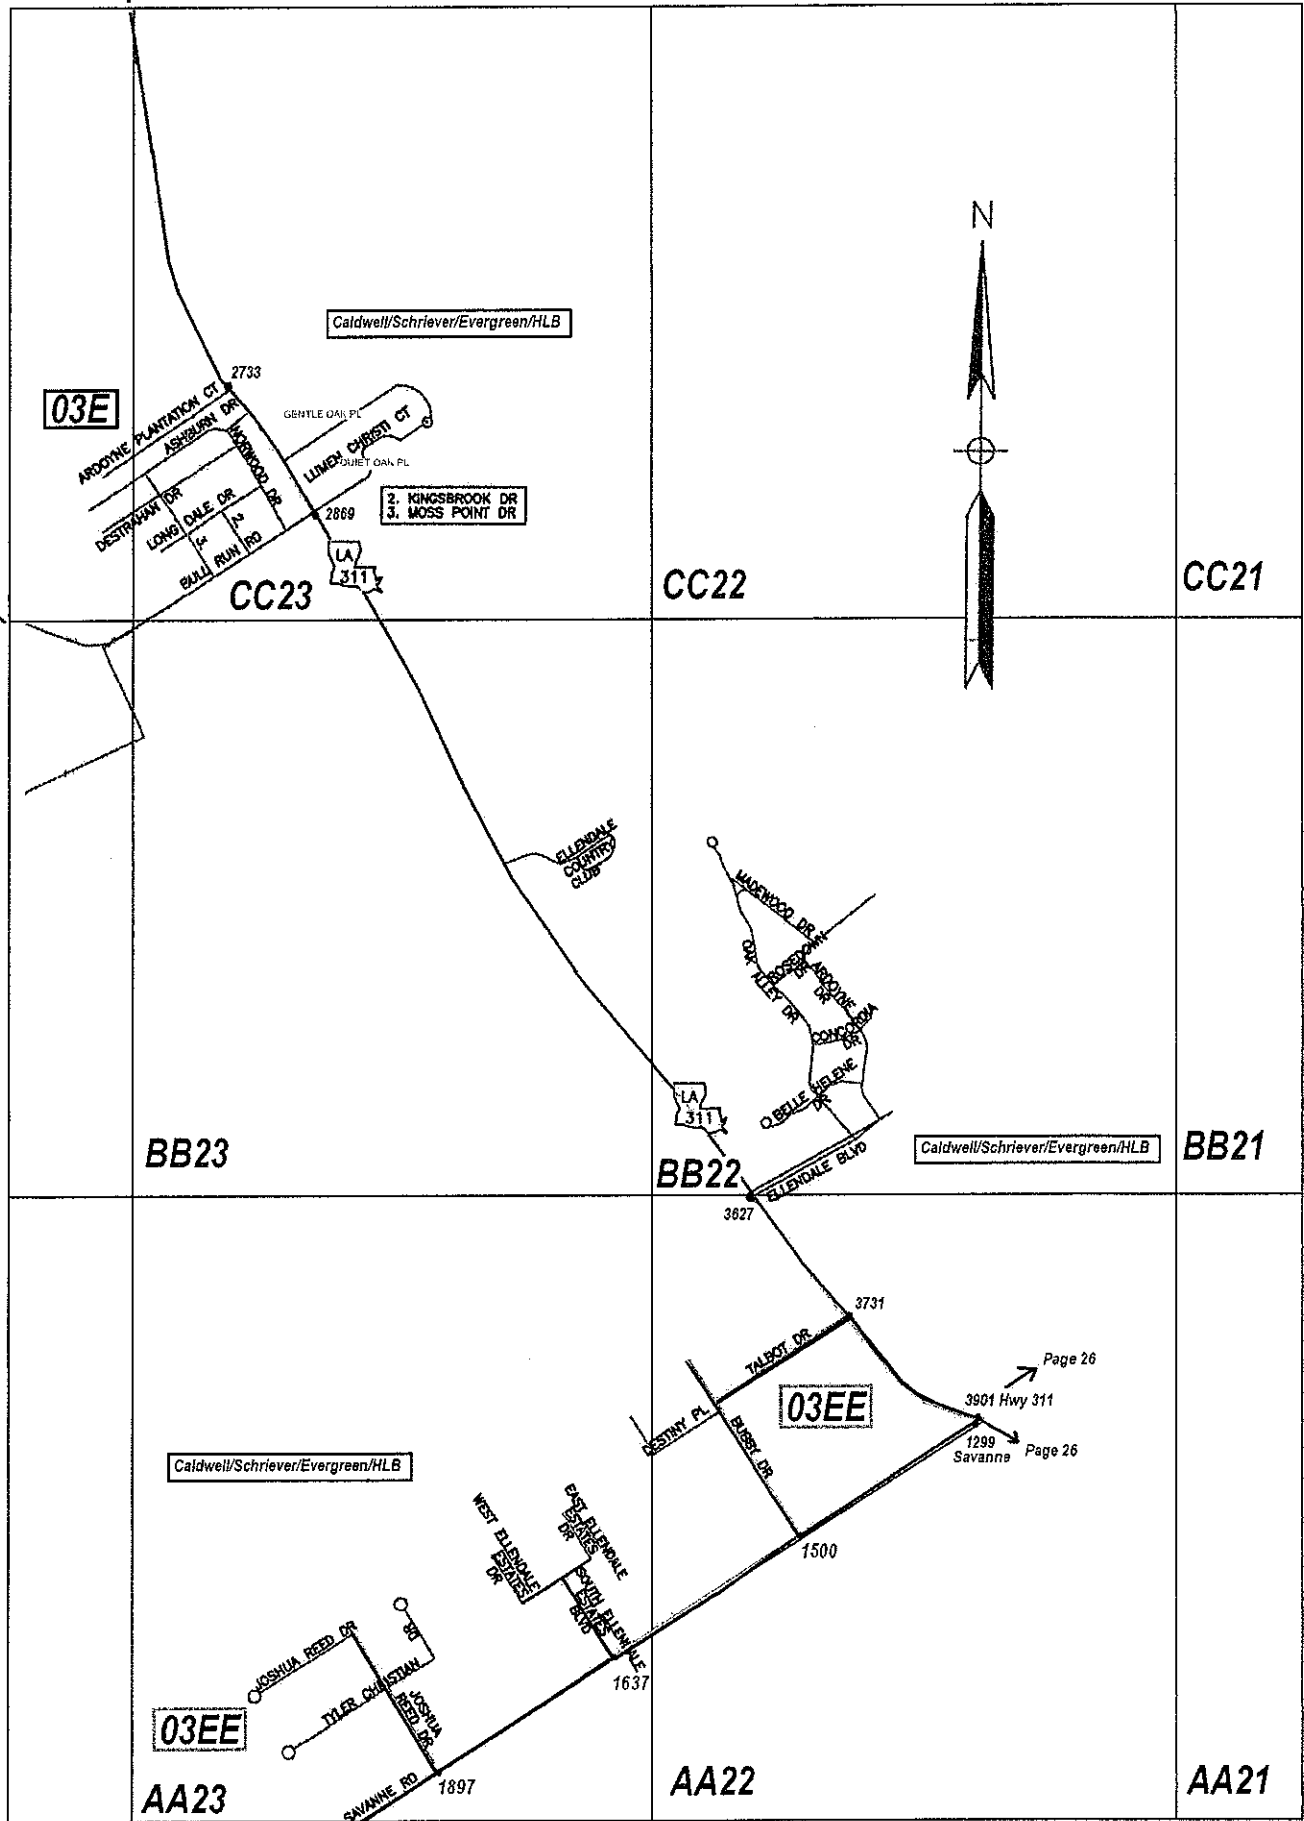 N
Caldwell/Schriever/Evergreen/HLB
2733
03E
ARDOYNE PLANTATION CT
ASHBURN DR
GENTLE OAK PL
NORWOOD DR
LUMEN CHRISTI CT
QUIET OAK PL
DESTRAHAN DR
LONG DALE DR
2
3
BULL RUN RD
2. KINGSBROOK DR
3. MOSS POINT DR
2869
LA
311
CC23
CC22
CC21
ELLENDALE
COUNTRY
CLUB
MADEWOOD DR
OAK ALLEY DR
ROSEDOWN
DR
ARDOYNE
DR
CONCORDIA
DR
BELLE HELENE
DR
LA
311
ELLENDALE BLVD
Caldwell/Schriever/Evergreen/HLB
BB23
BB22
BB21
3627
3731
TALBOT DR
Page 26
3901 Hwy 311
03EE
DESTINY PL
BUBBY DR
1299
Savanne
Page 26
Caldwell/Schriever/Evergreen/HLB
WEST ELLENDALE
ESTATES
DR
EAST ELLENDALE
ESTATES
DR
1500
SOUTH ELLENDALE
ESTATES
BLVD
1637
JOSHUA REED DR
TYLER CHRISTIAN
DR
JOSHUA
REED DR
03EE
SAVANNE RD
1897
AA23
AA22
AA21